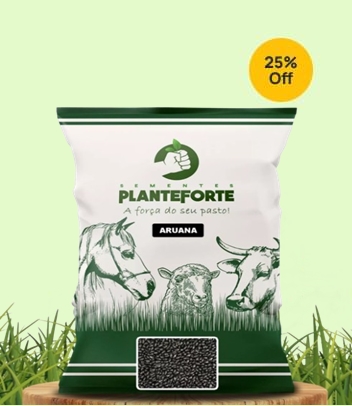 25%
Off
SEMENTES
PLANTEFORTE
A força do seu pasto!
ARUANA